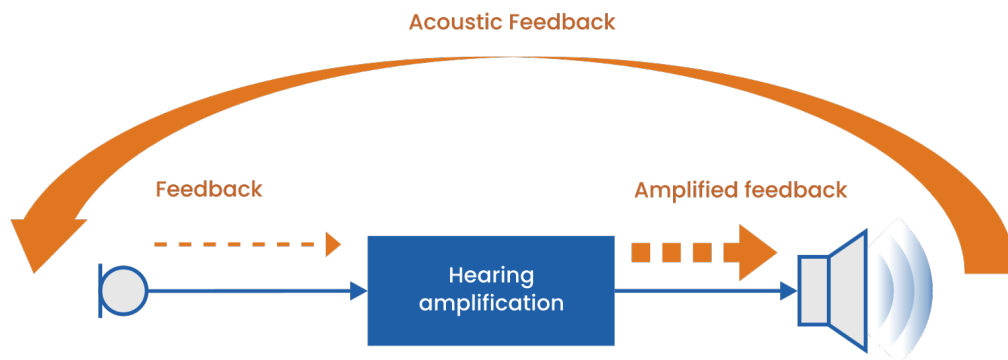 Acoustic Feedback
Feedback
Amplified feedback
Hearing
amplification